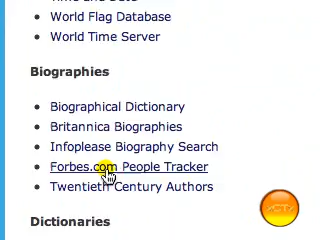 World Flag Database
World Time Server
Biographies
Biographical Dictionary
Britannica Biographies
Infoplease Biography Search
Forbes.com People Tracker
Twentieth Century Authors
Dictionaries